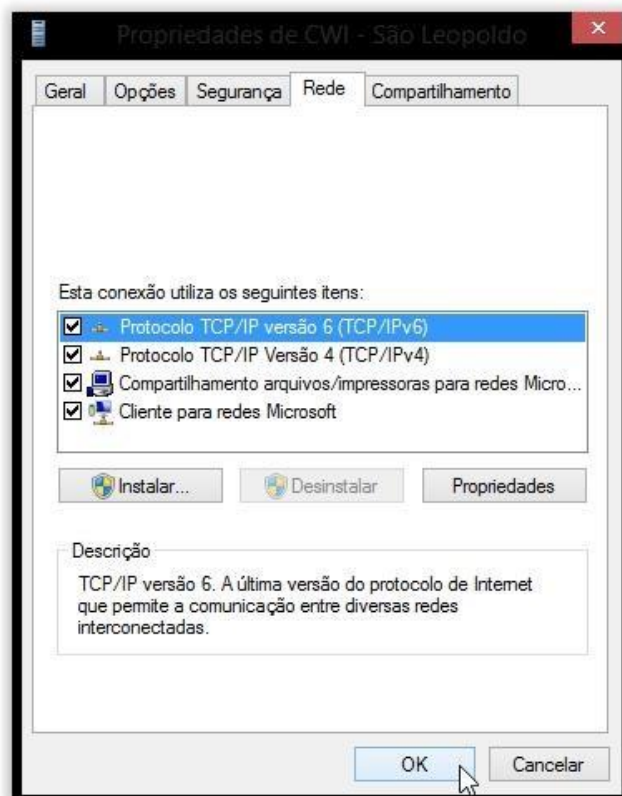 Propriedades de CWI - São Leopoldo
Geral Opções Segurança Rede Compartilhamento
Esta conexão utiliza os seguintes itens:
Protocolo TCP/IP versão 6 (TCP/IPv6)
Protocolo TCP/IP Versão 4 (TCP/IPv4)
Compartilhamento arquivos/impressoras para redes Micro...
Cliente para redes Microsoft
Instalar... Desinstalar Propriedades
Descrição
TCP/IP versão 6. A última versão do protocolo de Internet
que permite a comunicação entre diversas redes
interconectadas.
OK Cancelar